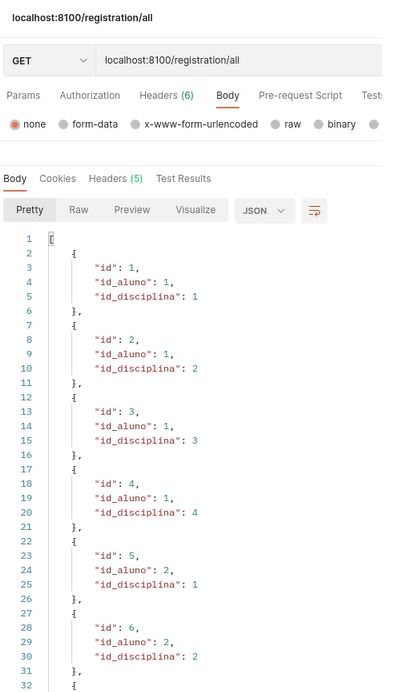 localhost:8100/registration/all
GET localhost:8100/registration/all
Params Authorization Headers (6) Body Pre-request Script Tests
none form-data x-www-form-urlencoded raw binary
Body Cookies Headers (5) Test Results
Pretty Raw Preview Visualize JSON
1 [
2 {
3 "id": 1,
4 "id_aluno": 1,
5 "id_disciplina": 1
6 },
7 {
8 "id": 2,
9 "id_aluno": 1,
10 "id_disciplina": 2
11 },
12 {
13 "id": 3,
14 "id_aluno": 1,
15 "id_disciplina": 3
16 },
17 {
18 "id": 4,
19 "id_aluno": 1,
20 "id_disciplina": 4
21 },
22 {
23 "id": 5,
24 "id_aluno": 2,
25 "id_disciplina": 1
26 },
27 {
28 "id": 6,
29 "id_aluno": 2,
30 "id_disciplina": 2
31 },
32 {